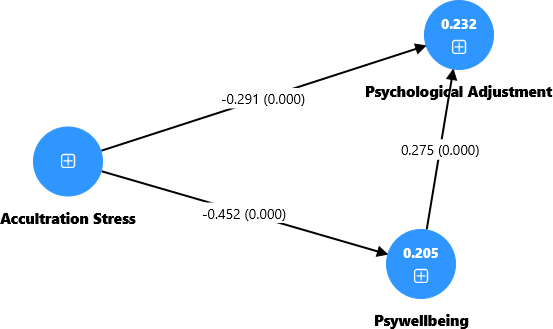 0.232
Psychological Adjustment
-0.291 (0.000)
0.275 (0.000)
Accultration Stress
-0.452 (0.000)
0.205
Psywellbeing